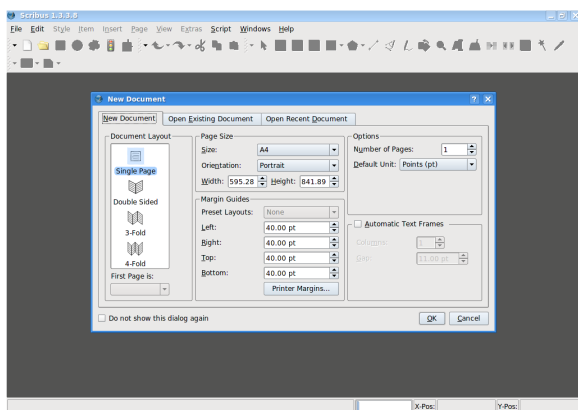 Scribus 1.3.3.8
File Edit Style Item Insert Page View Extras Script Windows Help
New Document
New Document Open Existing Document Open Recent Document
Document Layout
Single Page
Double Sided
3-Fold
4-Fold
First Page is:
Page Size
Size: A4
Orientation: Portrait
Width: 595.28 Height: 841.89
Margin Guides
Preset Layouts: None
Left: 40.00 pt
Right: 40.00 pt
Top: 40.00 pt
Bottom: 40.00 pt
Printer Margins...
Options
Number of Pages: 1
Default Unit: Points (pt)
Automatic Text Frames
Columns: 1
Gap: 11.00 pt
Do not show this dialog again
OK Cancel
X-Pos: Y-Pos: